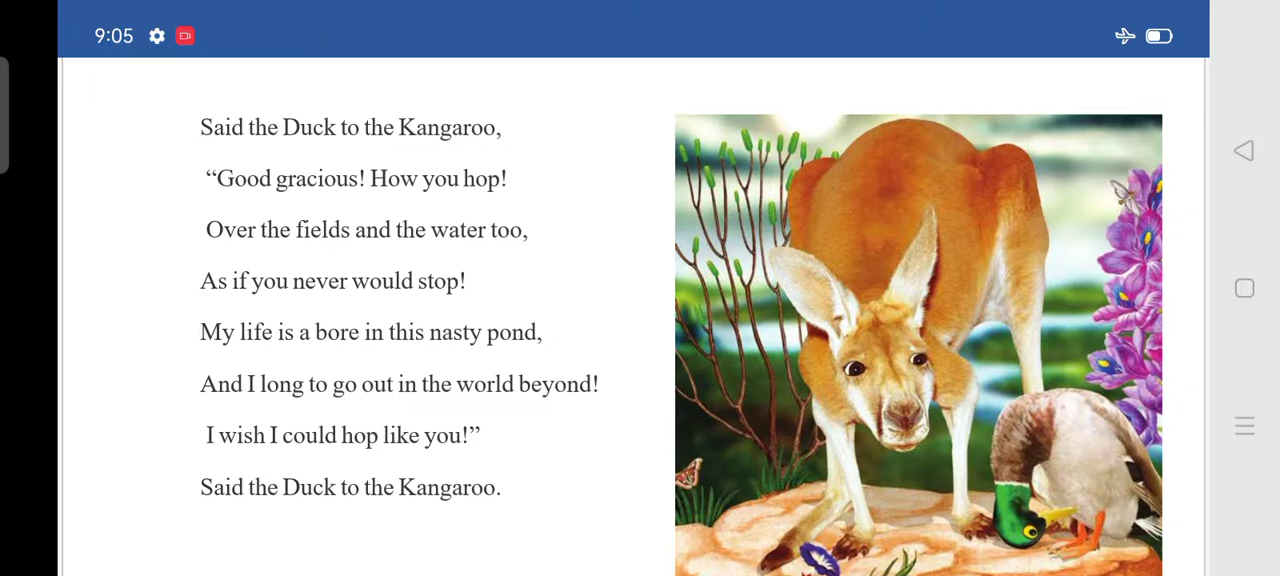 9:05
Said the Duck to the Kangaroo,
“Good gracious! How you hop!
Over the fields and the water too,
As if you never would stop!
My life is a bore in this nasty pond,
And I long to go out in the world beyond!
I wish I could hop like you!”
Said the Duck to the Kangaroo.